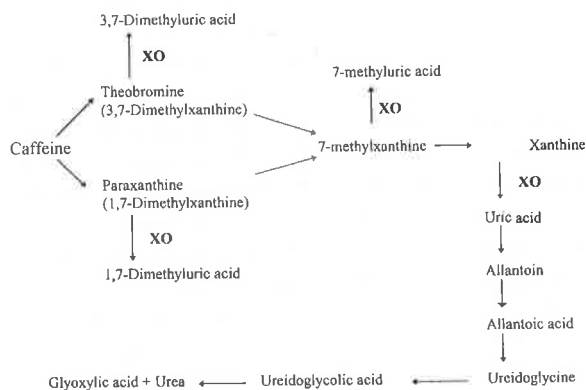 3,7-Dimethyluric acid
XO
Theobromine
(3,7-Dimethylxanthine)
7-methyluric acid
XO
Caffeine
7-methylxanthine
Xanthine
Paraxanthine
(1,7-Dimethylxanthine)
XO
XO
Uric acid
1,7-Dimethyluric acid
Allantoin
Allantoic acid
Glyoxylic acid + Urea
Ureidoglycolic acid
Ureidoglycine